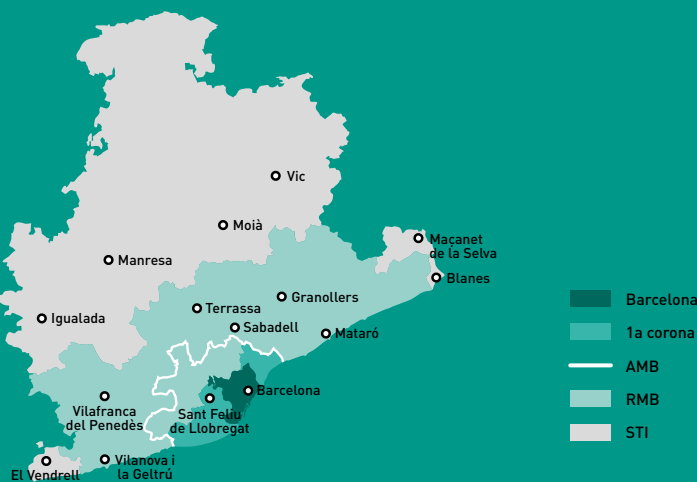 Vic
Moià
Maçanet
de la Selva
Manresa
Blanes
Granollers
Terrassa
Igualada
Sabadell
Mataró
Barcelona
Vilafranca
del Penedès
Sant Feliu
de Llobregat
Vilanova i
la Geltrú
El Vendrell
Barcelona
1a corona
AMB
RMB
STI